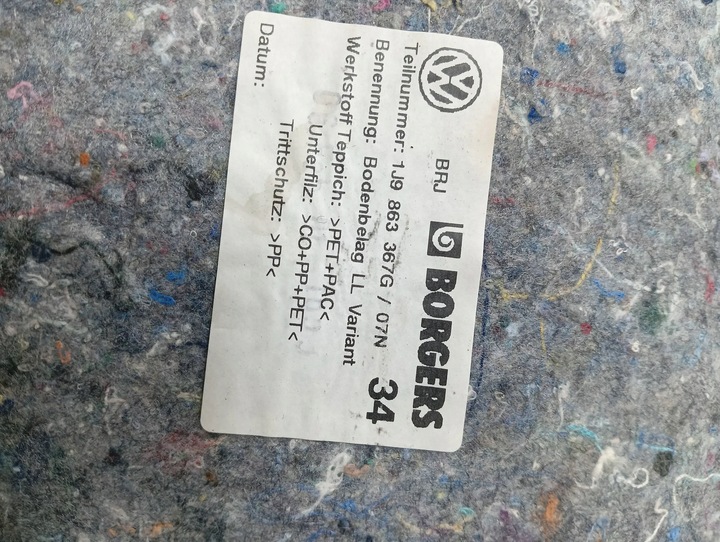 BRJ BORGERS
Teilnummer: 1J9 863 367G / 07N 34
Benennung: Bodenbelag LL Variant
Werkstoff Teppich: >PET+PAC<
Unterfilz: >CO+PP+PET<
Trittschutz: >PP<
Datum: